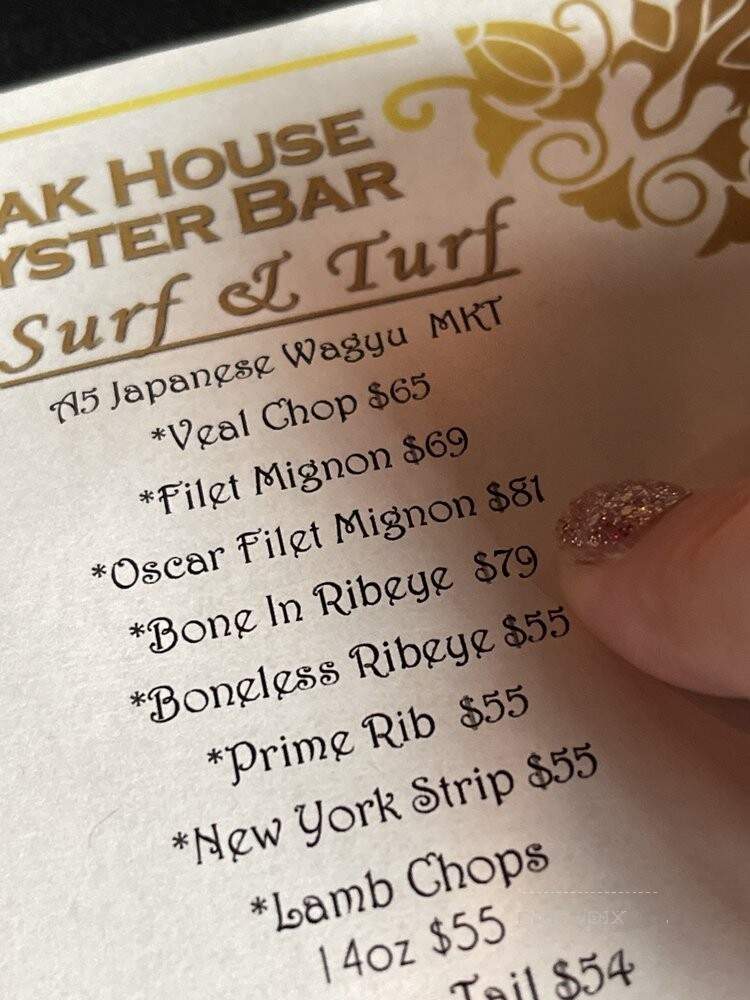 AK HOUSE
YSTER BAR
Surf & Turf
A5 Japanese Wagyu MKT
*Veal Chop $65
*Filet Mignon $69
*Oscar Filet Mignon $81
*Bone In Ribeye $79
*Boneless Ribeye $55
*Prime Rib $55
*New York Strip $55
*Lamb Chops
14oz $55
Tail $54